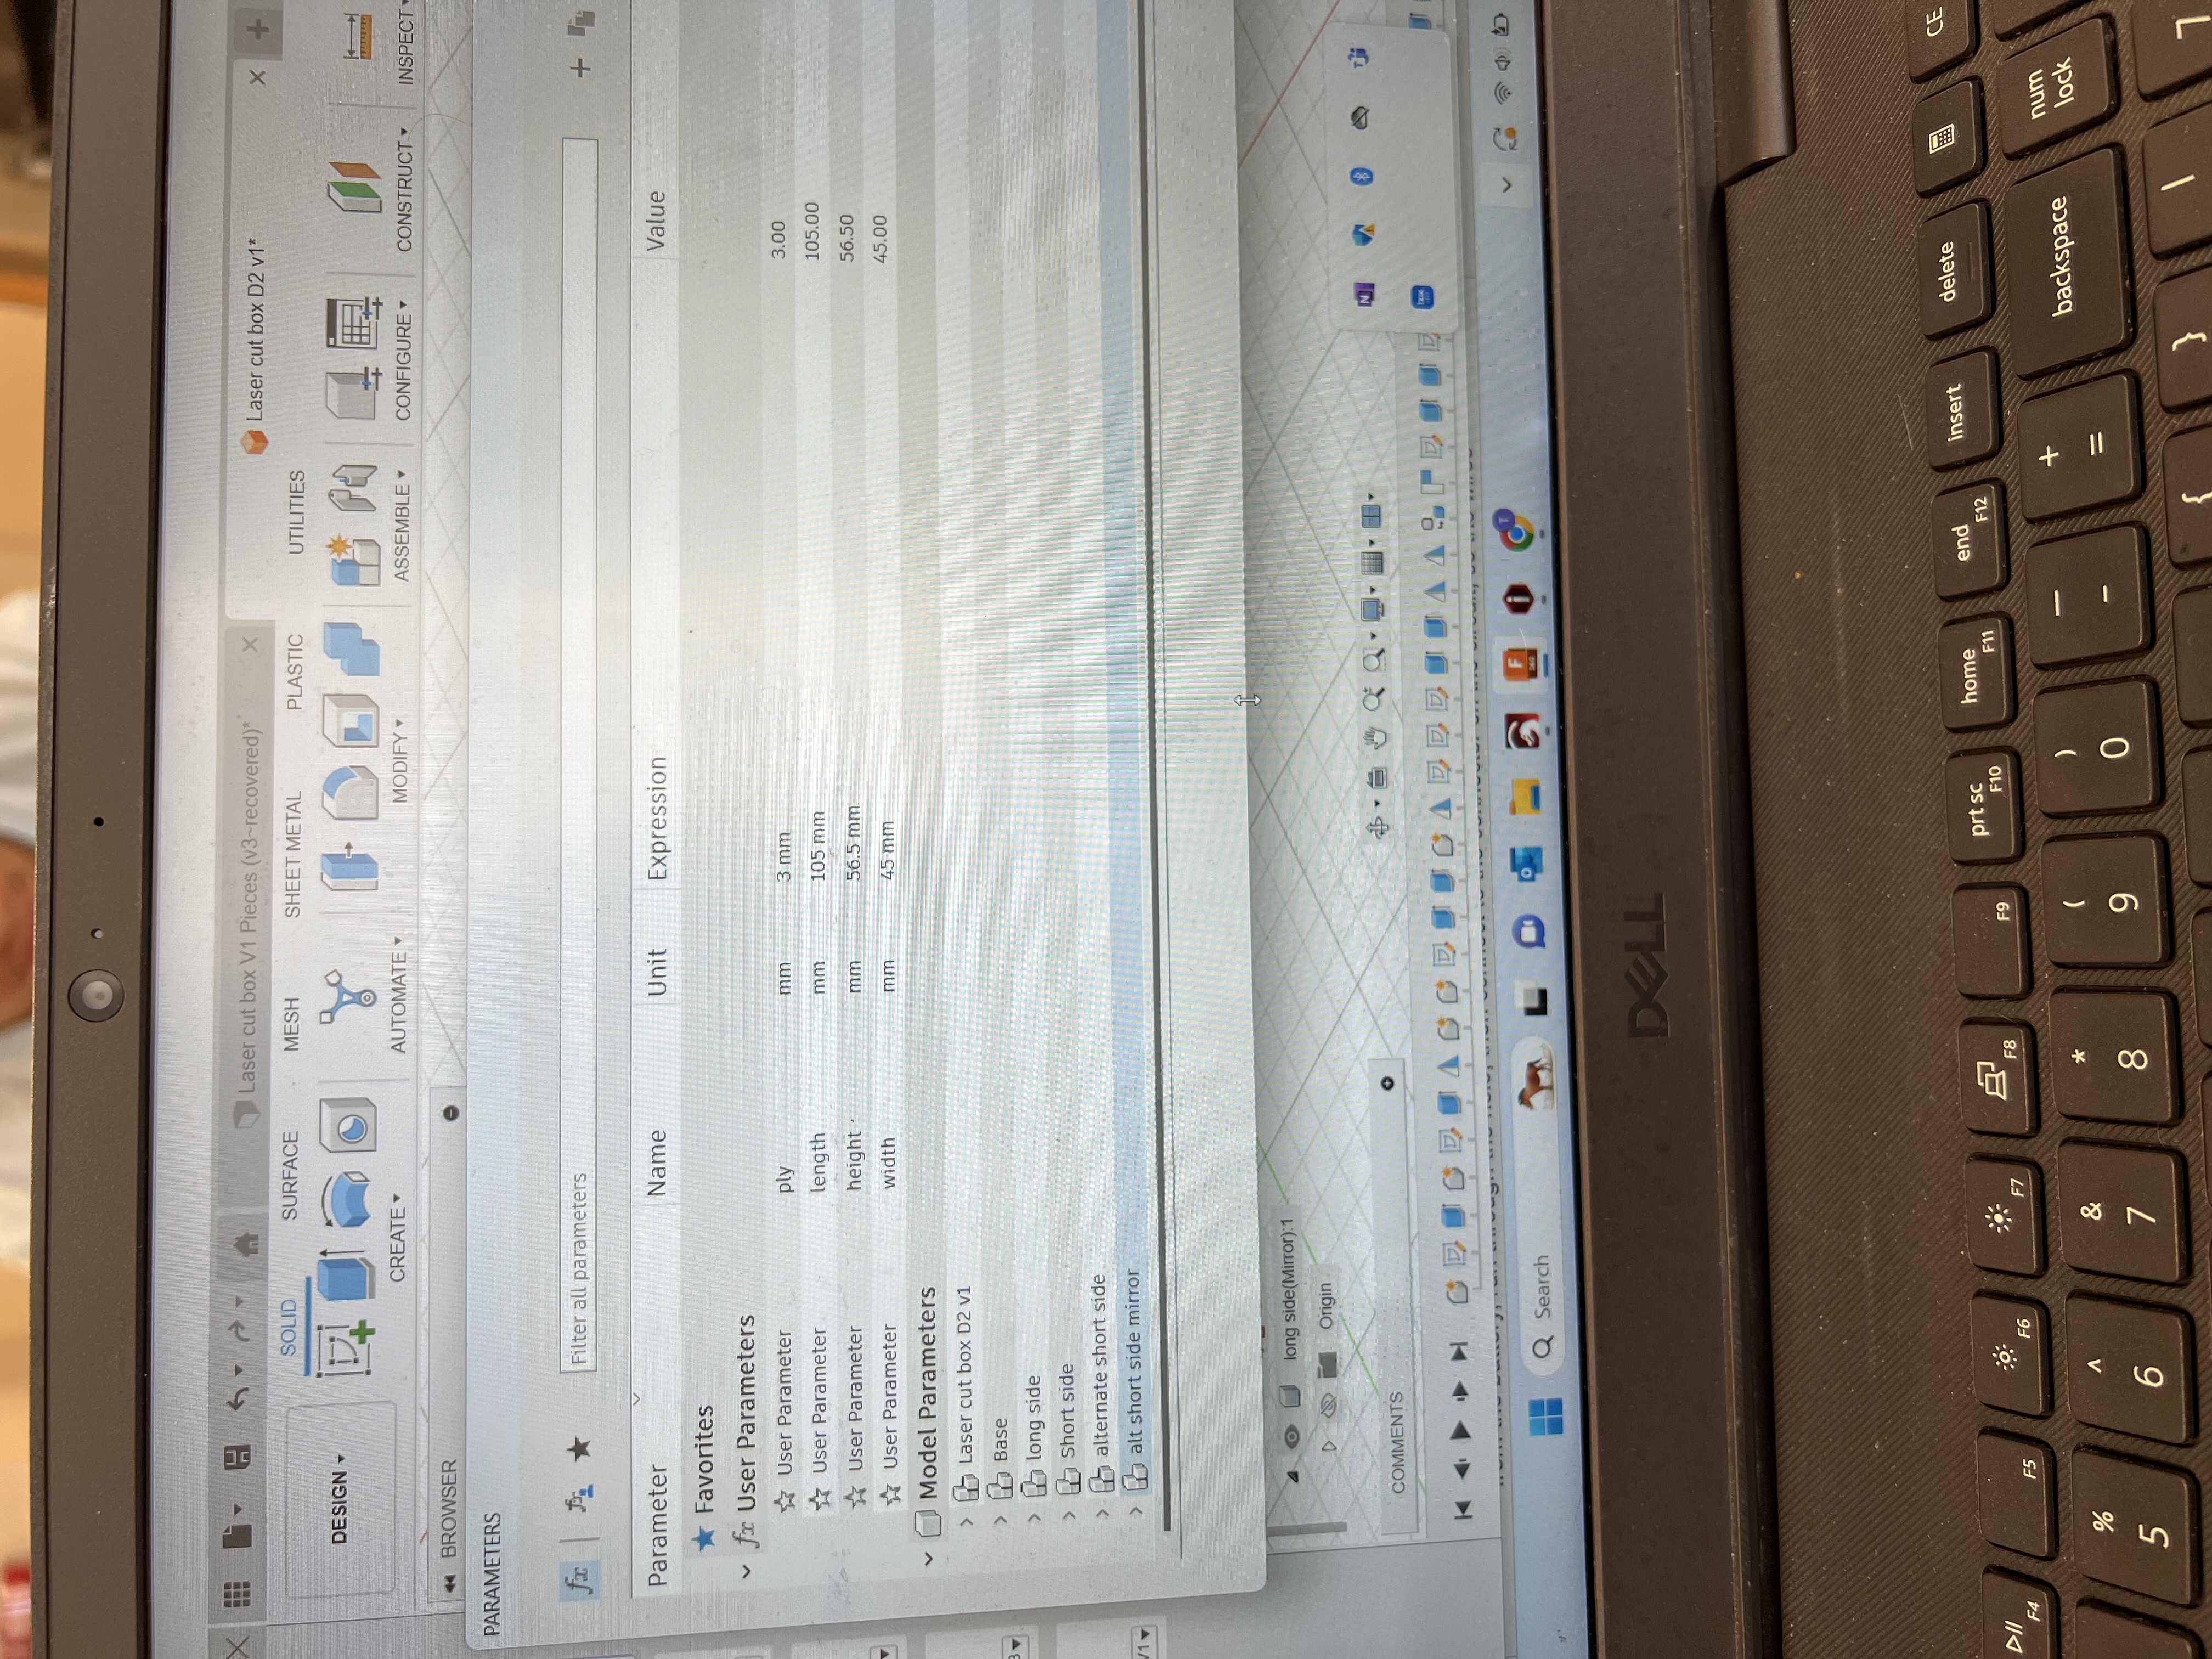 Laser cut box V1 Pieces (v3~recovered)*
Laser cut box D2 v1*
SOLID
SURFACE
MESH
SHEET METAL
PLASTIC
UTILITIES
DESIGN
CREATE
AUTOMATE
MODIFY
ASSEMBLE
CONFIGURE
CONSTRUCT
INSPECT
BROWSER
PARAMETERS
fx
Filter all parameters
Parameter Name Unit Expression Value
Favorites
fx User Parameters
User Parameter ply mm 3 mm 3.00
User Parameter length mm 105 mm 105.00
User Parameter height mm 56.5 mm 56.50
User Parameter width mm 45 mm 45.00
Model Parameters
Laser cut box D2 v1
Base
long side
Short side
alternate short side
alt short side mirror
V1
long side(Mirror):1
Origin
COMMENTS
N
box
Search
F
360
T
DELL
F4
F5
F6
F7
F8
F9
prt sc F10
home F11
end F12
insert
delete
CE
% 5
^ 6
& 7
* 8
( 9
) 0
— -
+ =
backspace
num lock
{
}